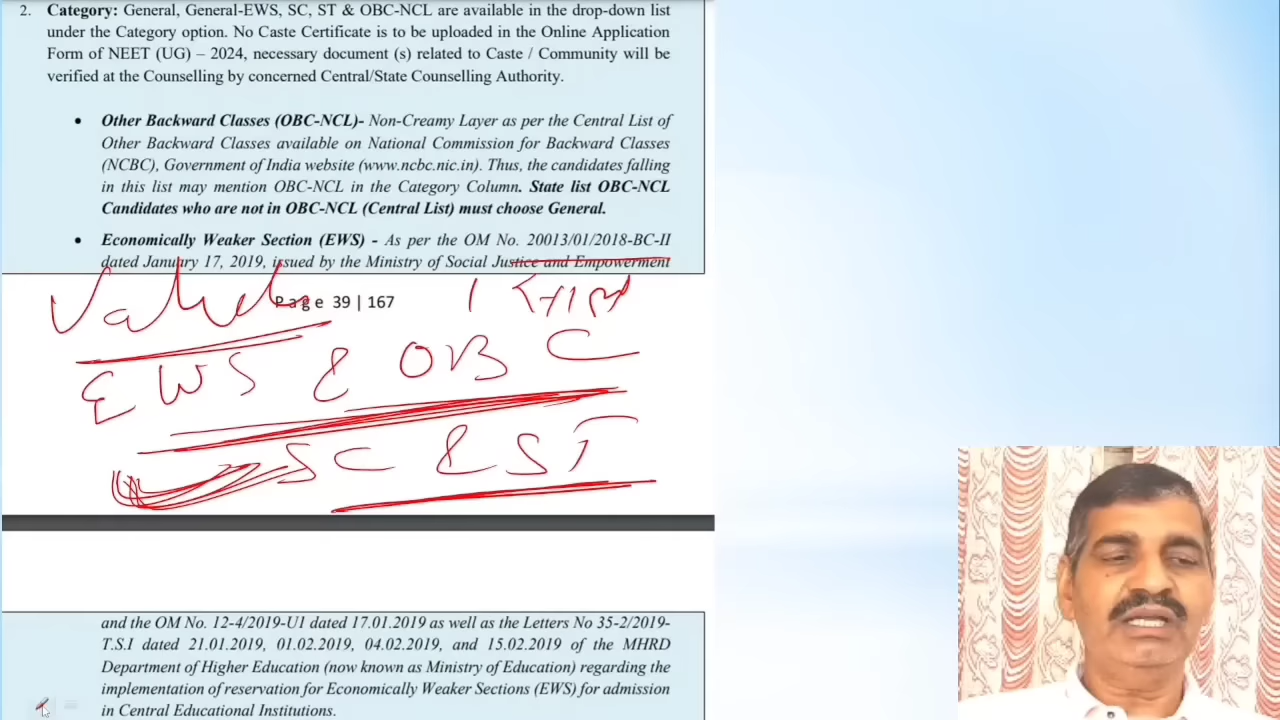 2. Category: General, General-EWS, SC, ST & OBC-NCL are available in the drop-down list
under the Category option. No Caste Certificate is to be uploaded in the Online Application
Form of NEET (UG) – 2024, necessary document (s) related to Caste / Community will be
verified at the Counselling by concerned Central/State Counselling Authority.
• Other Backward Classes (OBC-NCL)- Non-Creamy Layer as per the Central List of
Other Backward Classes available on National Commission for Backward Classes
(NCBC), Government of India website (www.ncbc.nic.in). Thus, the candidates falling
in this list may mention OBC-NCL in the Category Column. State list OBC-NCL
Candidates who are not in OBC-NCL (Central List) must choose General.
• Economically Weaker Section (EWS) - As per the OM No. 20013/01/2018-BC-II
dated January 17, 2019, issued by the Ministry of Social Justice and Empowerment
Page 39 | 167
EWS & OBC
SC & ST
and the OM No. 12-4/2019-U1 dated 17.01.2019 as well as the Letters No 35-2/2019-
T.S.I dated 21.01.2019, 01.02.2019, 04.02.2019, and 15.02.2019 of the MHRD
Department of Higher Education (now known as Ministry of Education) regarding the
implementation of reservation for Economically Weaker Sections (EWS) for admission
in Central Educational Institutions.